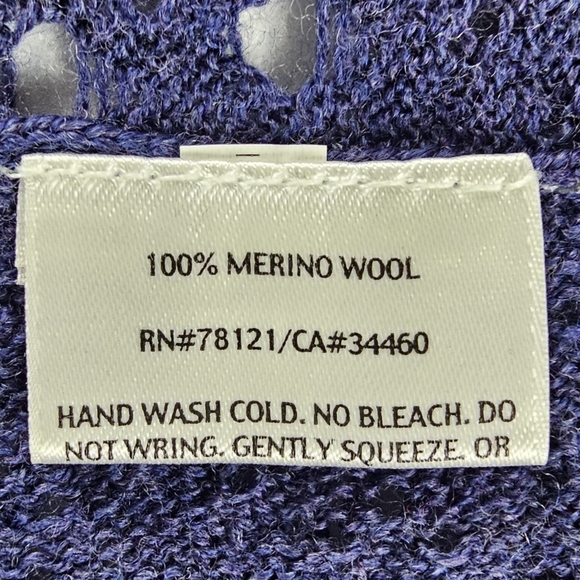 100% MERINO WOOL
RN#78121/CA#34460
HAND WASH COLD. NO BLEACH. DO
NOT WRING. GENTLY SQUEEZE. OR